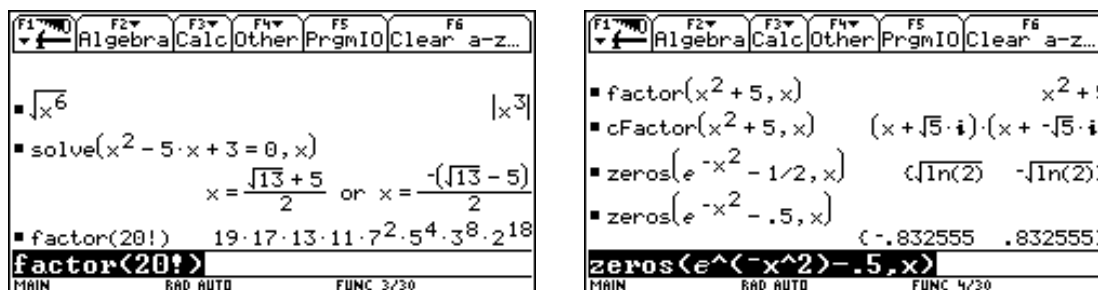 F1 F2 F3 F4 F5 F6
Algebra Calc Other PrgmIO Clear a-z…
√x⁶ |x³|
solve(x² − 5·x + 3 = 0, x)
x = (√13 + 5)/2 or x = -(√13 − 5)/2
factor(20!) 19·17·13·11·7²·5⁴·3⁸·2¹⁸
factor(20!)
MAIN RAD AUTO FUNC 3/30
F1 F2 F3 F4 F5 F6
Algebra Calc Other PrgmIO Clear a-z…
factor(x² + 5, x) x² + 5
cFactor(x² + 5, x) (x + √5·i)·(x + -√5·i
zeros(e^-x² − 1/2, x) {√ln(2) -√ln(2)}
zeros(e^-x² − .5, x)
{-.832555 .832555}
zeros(e^(-x^2)-.5,x)
MAIN RAD AUTO FUNC 4/30